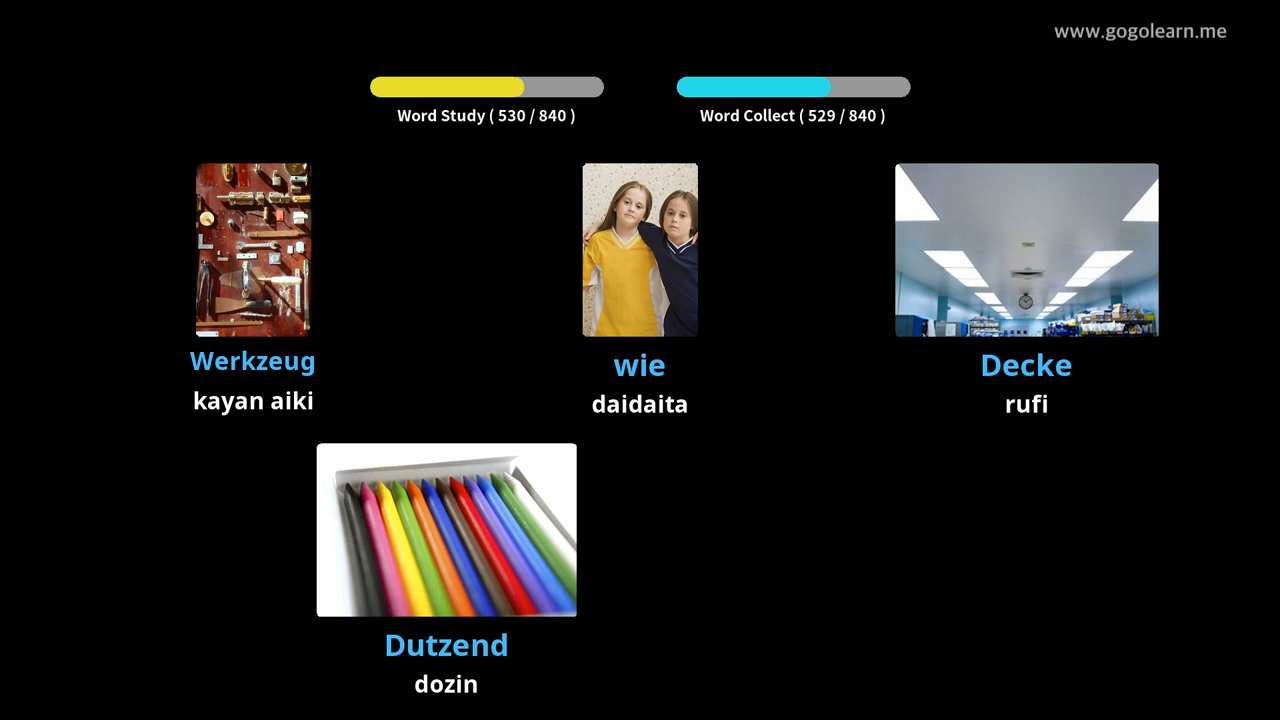 www.gogolearn.me
Word Study ( 530 / 840 )
Word Collect ( 529 / 840 )
Werkzeug
kayan aiki
wie
daidaita
Decke
rufi
Dutzend
dozin